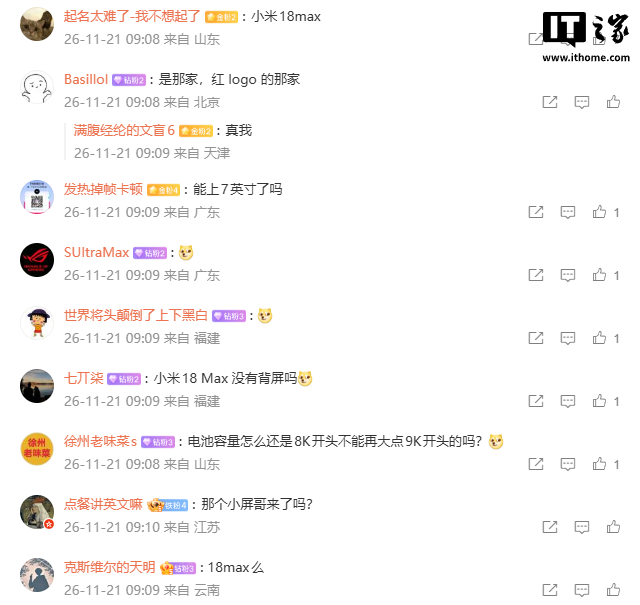 起名太难了-我不想起了 金粉2：小米18max
26-11-21 09:08 来自 山东
IT之家
www.ithome.com
Basillol 钻粉2：是那家，红 logo 的那家
26-11-21 09:08 来自 北京
满腹经纶的文盲6 金粉2：真我
26-11-21 09:09 来自 天津
发热掉帧卡顿 金粉4：能上7英寸了吗
26-11-21 09:09 来自 广东
1
SUltraMax 钻粉2：
26-11-21 09:09 来自 广东
1
世界将头颠倒了上下黑白 钻粉3：
26-11-21 09:09 来自 福建
1
七丌柒 钻粉2：小米18 Max 没有背屏吗
26-11-21 09:09 来自 福建
1
徐州
老味菜
徐州老味菜s 钻粉3：电池容量怎么还是8K开头不能再大点9K开头的吗？
26-11-21 09:08 来自 山东
1
点餐讲英文嘛 铁粉4：那个小屏哥来了吗?
26-11-21 09:10 来自 江苏
克斯维尔的天明 钻粉3：18max么
26-11-21 09:09 来自 云南